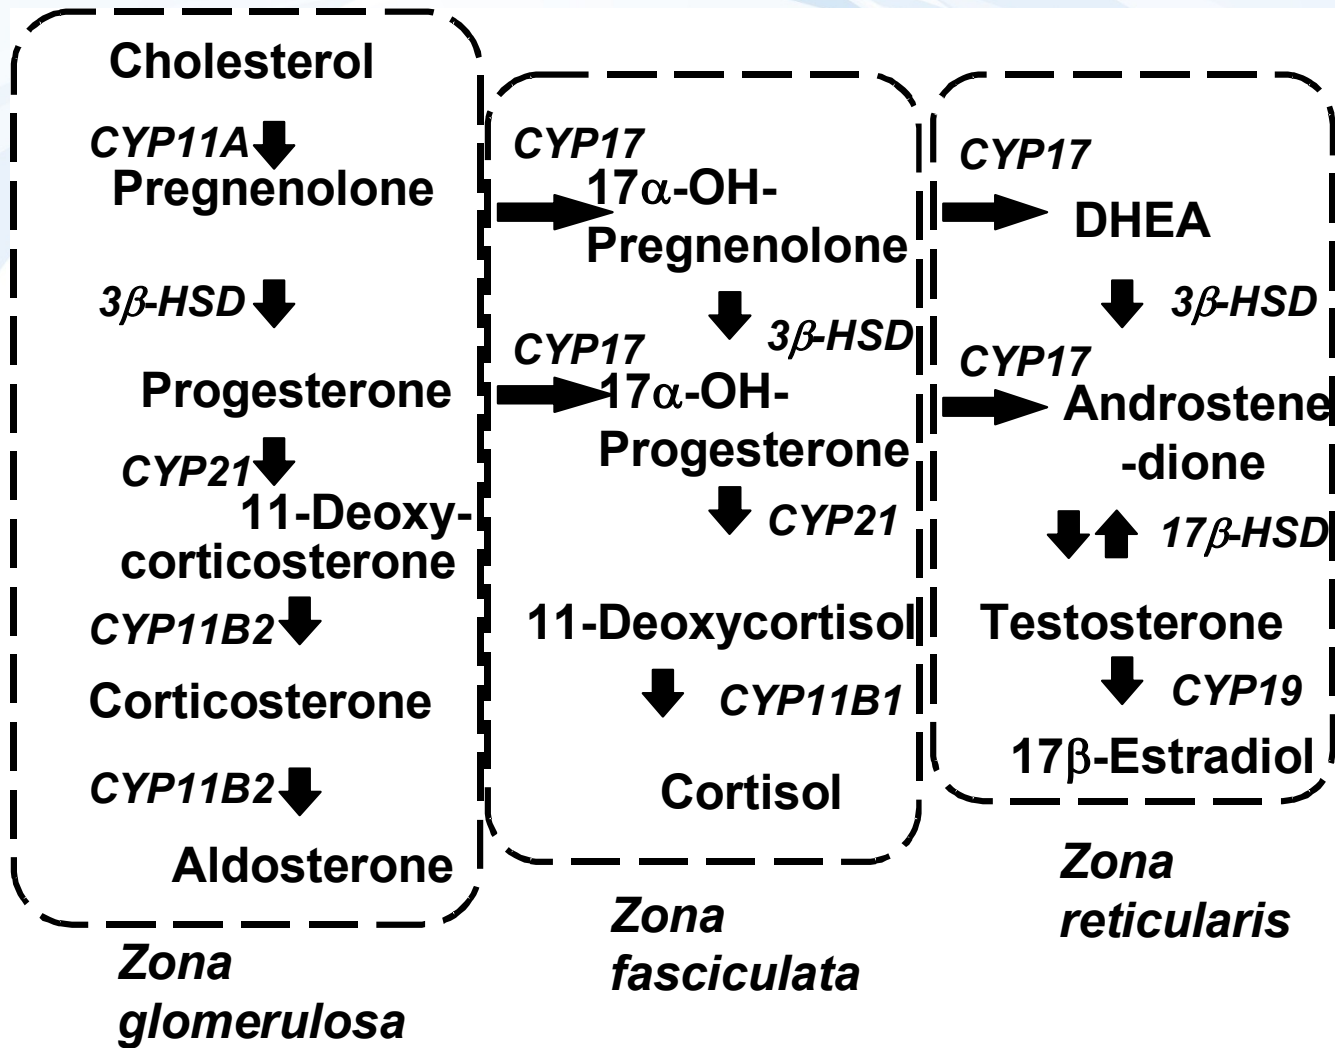 Cholesterol
CYP11A
Pregnenolone
3β-HSD
Progesterone
CYP21
11-Deoxy-
corticosterone
CYP11B2
Corticosterone
CYP11B2
Aldosterone
Zona
glomerulosa
CYP17
17α-OH-
Pregnenolone
3β-HSD
CYP17
17α-OH-
Progesterone
CYP21
11-Deoxycortisol
CYP11B1
Cortisol
Zona
fasciculata
CYP17
DHEA
3β-HSD
CYP17
Androstene
-dione
17β-HSD
Testosterone
CYP19
17β-Estradiol
Zona
reticularis